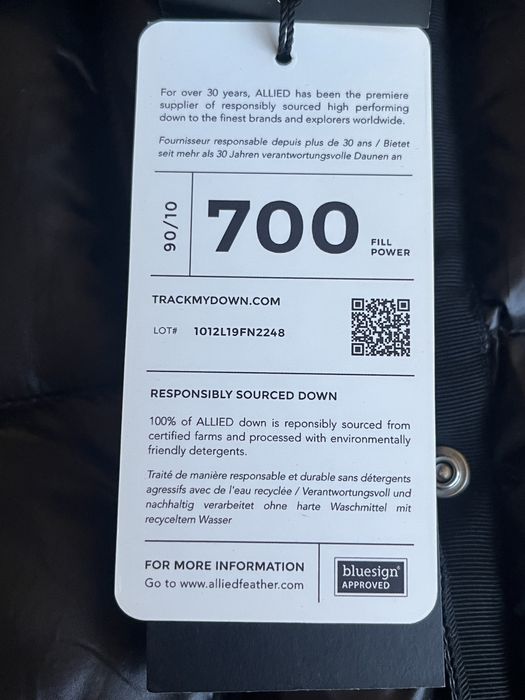 For over 30 years, ALLIED has been the premiere
supplier of responsibly sourced high performing
down to the finest brands and explorers worldwide.
Fournisseur responsable depuis plus de 30 ans / Bietet
seit mehr als 30 Jahren verantwortungsvolle Daunen an
90/10
700
FILL
POWER
TRACKMYDOWN.COM
LOT# 1012L19FN2248
RESPONSIBLY SOURCED DOWN
100% of ALLIED down is reponsibly sourced from
certified farms and processed with environmentally
friendly detergents.
Traité de manière responsable et durable sans détergents
agressifs avec de l'eau recyclée / Verantwortungsvoll und
nachhaltig verarbeitet ohne harte Waschmittel mit
recyceltem Wasser
FOR MORE INFORMATION
Go to www.alliedfeather.com
bluesign®
APPROVED